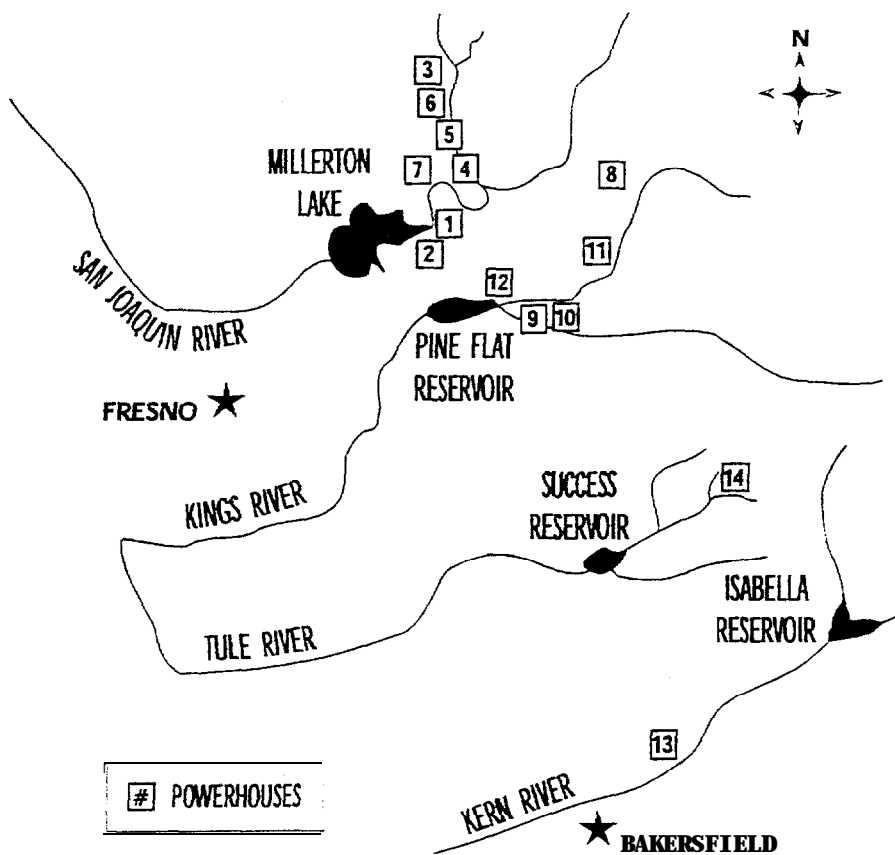 N
3
6
5
MILLERTON
LAKE
7
4
8
1
2
11
SAN JOAQUIN RIVER
12
9
10
PINE FLAT
RESERVOIR
FRESNO
KINGS RIVER
SUCCESS
RESERVOIR
14
ISABELLA
RESERVOIR
TULE RIVER
13
# POWERHOUSES
KERN RIVER
BAKERSFIELD